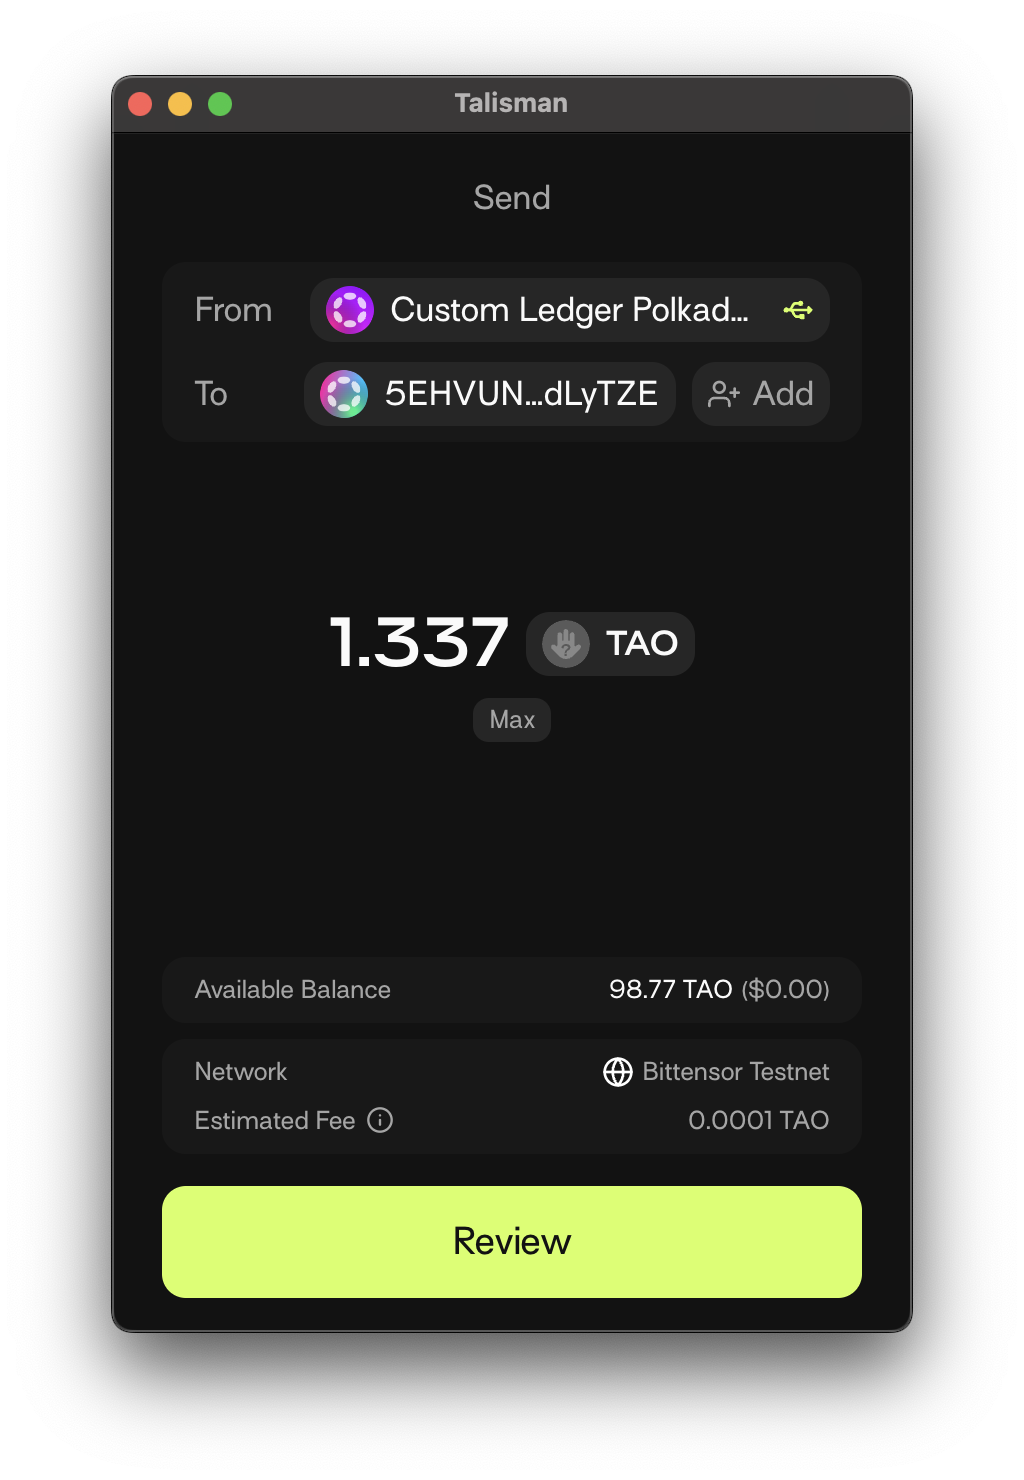 Talisman
Send
From Custom Ledger Polkad...
To 5EHVUN...dLyTZE Add
1.337 ? TAO
Max
Available Balance 98.77 TAO ($0.00)
Network Bittensor Testnet
Estimated Fee 0.0001 TAO
Review